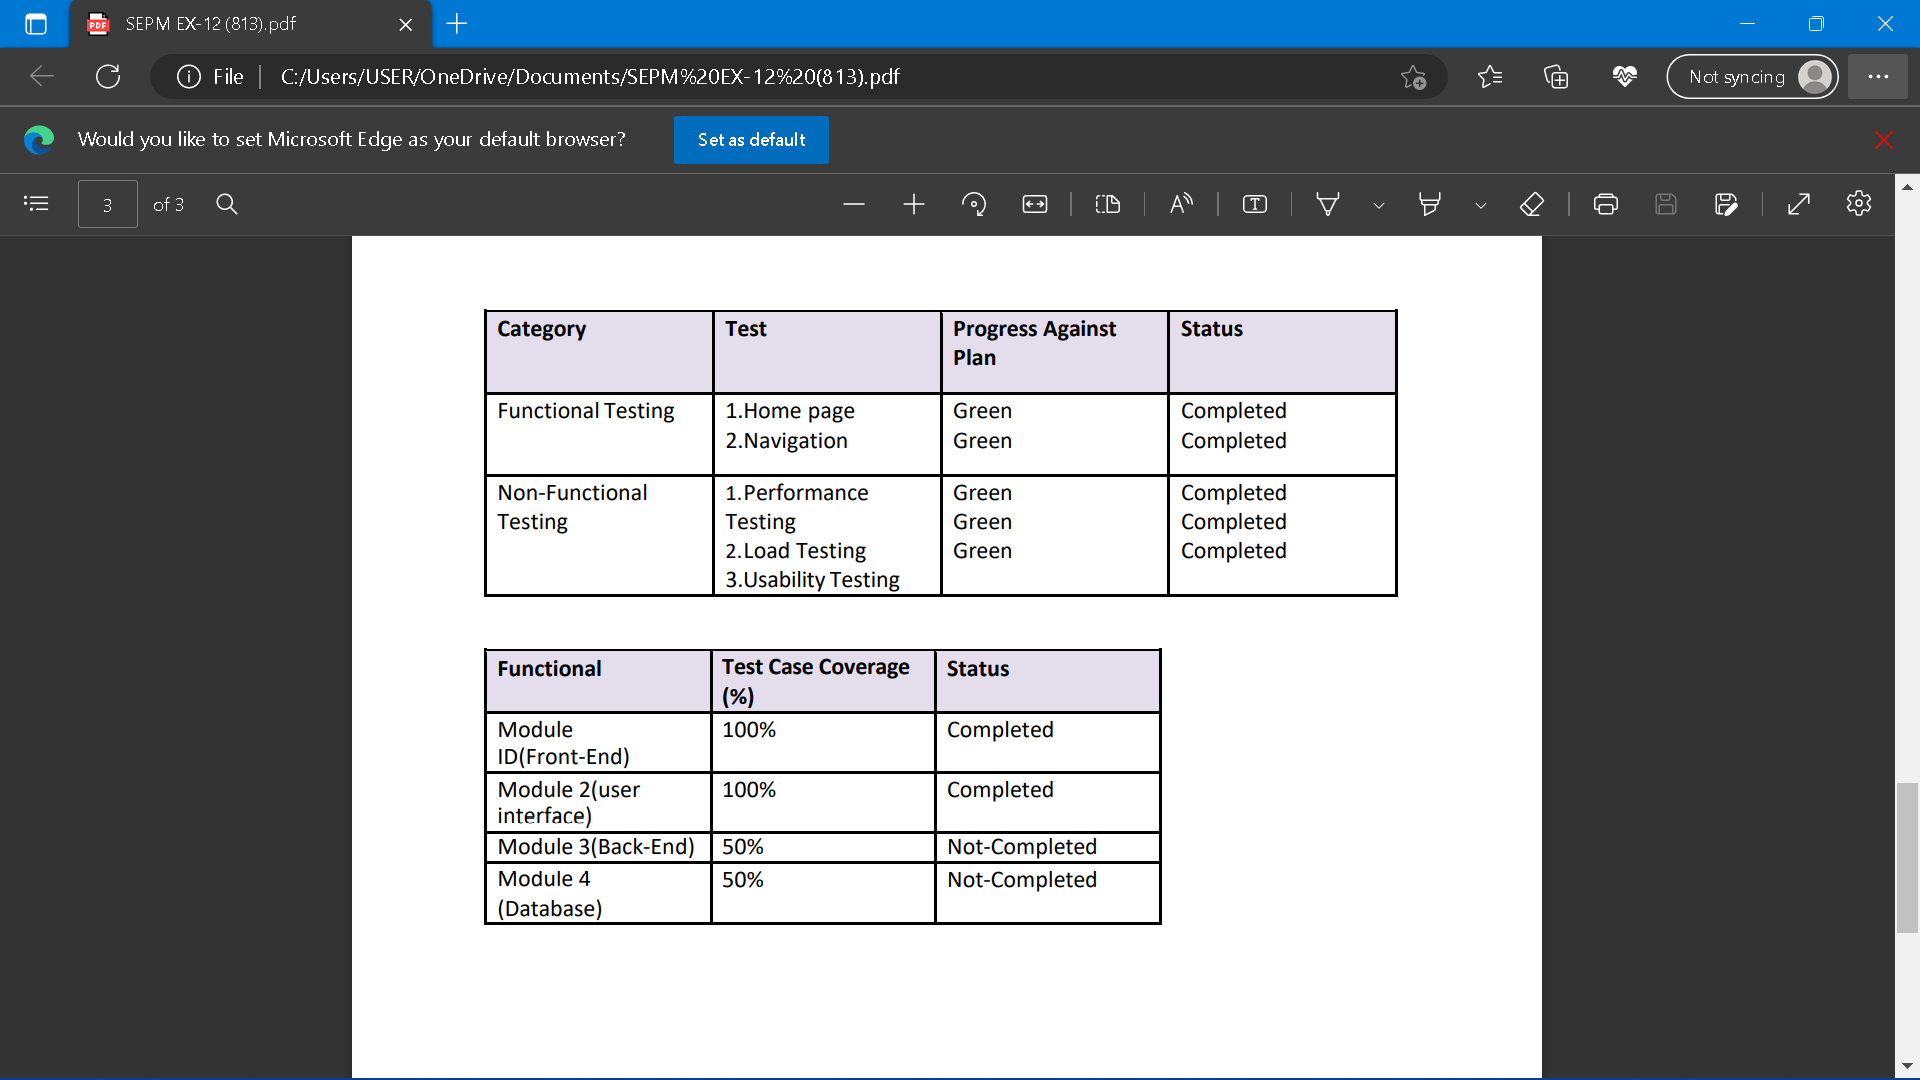 SEPM EX-12 (813).pdf
File
C:/Users/USER/OneDrive/Documents/SEPM%20EX-12%20(813).pdf
Not syncing
Would you like to set Microsoft Edge as your default browser?
Set as default
3 of 3
Category
Test
Progress Against
Plan
Status
Functional Testing
1.Home page
2.Navigation
Green
Green
Completed
Completed
Non-Functional
Testing
1.Performance
Testing
2.Load Testing
3.Usability Testing
Green
Green
Green
Completed
Completed
Completed
Functional
Test Case Coverage
(%)
Status
Module
ID(Front-End)
100%
Completed
Module 2(user
interface)
100%
Completed
Module 3(Back-End)
50%
Not-Completed
Module 4
(Database)
50%
Not-Completed